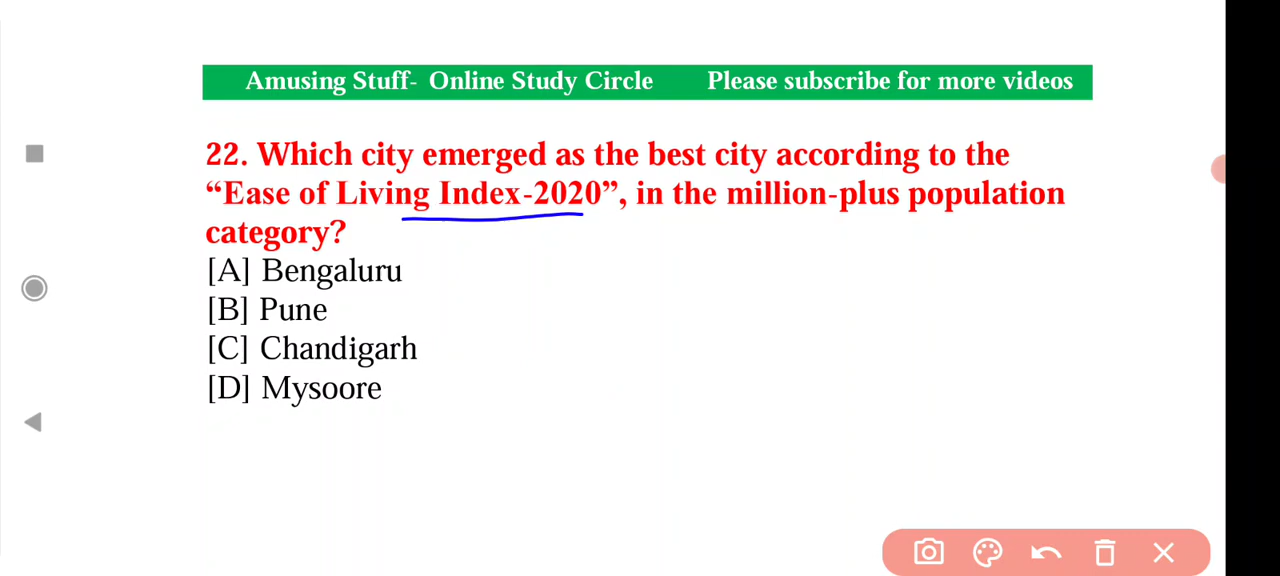 Amusing Stuff- Online Study Circle Please subscribe for more videos
22. Which city emerged as the best city according to the
“Ease of Living Index-2020”, in the million-plus population
category?
[A] Bengaluru
[B] Pune
[C] Chandigarh
[D] Mysoore